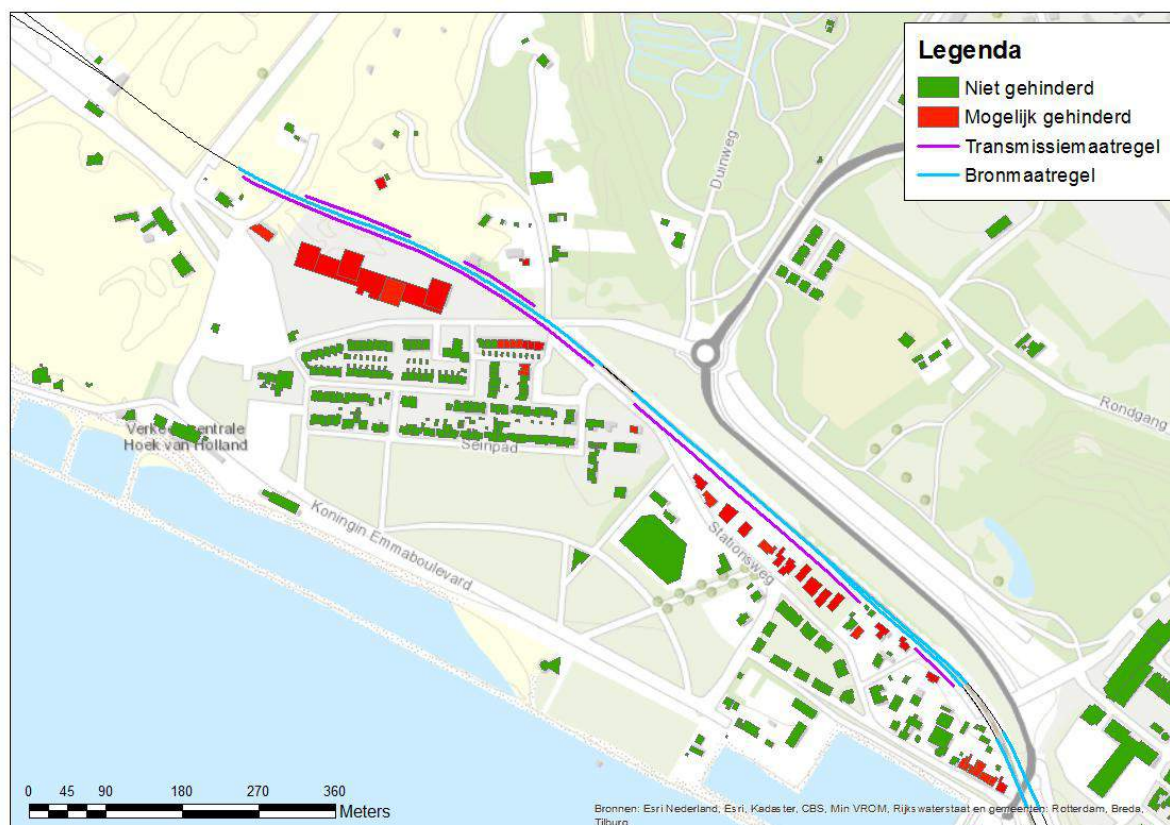 Legenda
Niet gehinderd
Mogelijk gehinderd
Transmissiemaatregel
Bronmaatregel
Duinweg
Rondgang
Verkeerscentrale
Hoek van Holland
Seinpad
Koningin Emmaboulevard
Stationsweg
0 45 90 180 270 360
Meters
Bronnen: Esri Nederland, Esri, Kadaster, CBS, Min VROM, Rijkswaterstaat en gemeenten: Rotterdam, Breda,
Tilburg